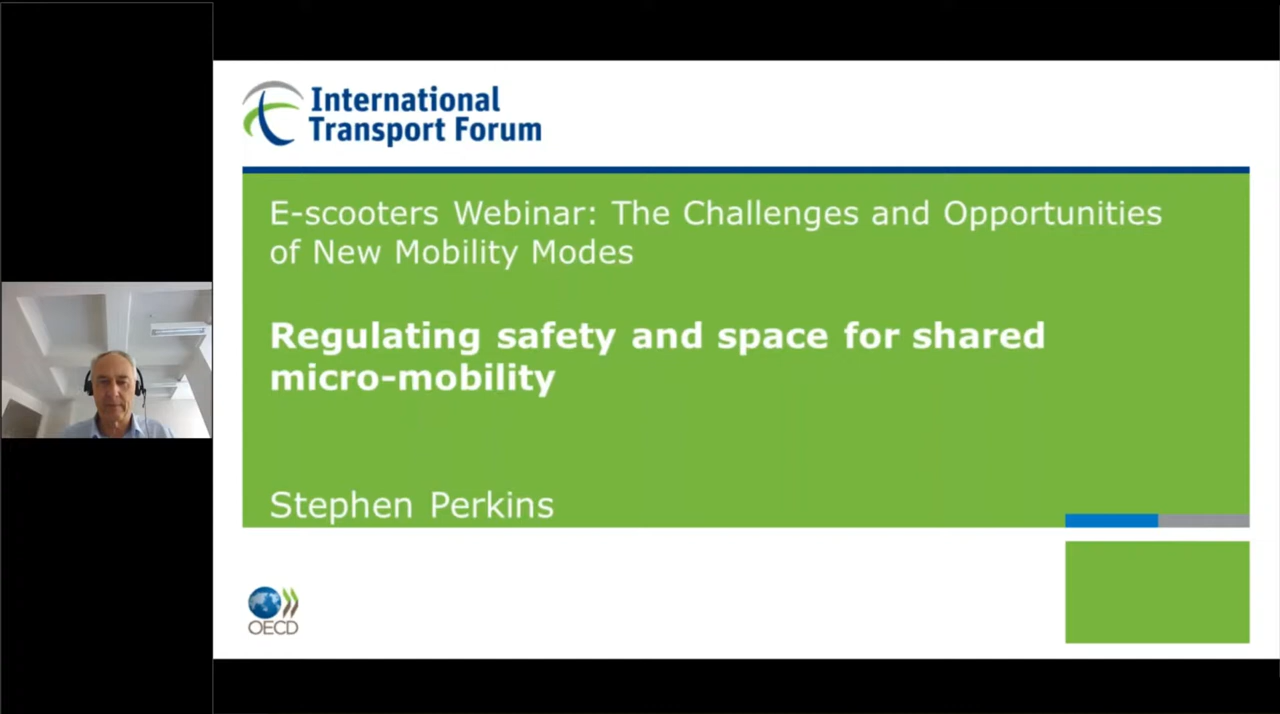 International
Transport Forum
E-scooters Webinar: The Challenges and Opportunities
of New Mobility Modes
Regulating safety and space for shared
micro-mobility
Stephen Perkins
OECD